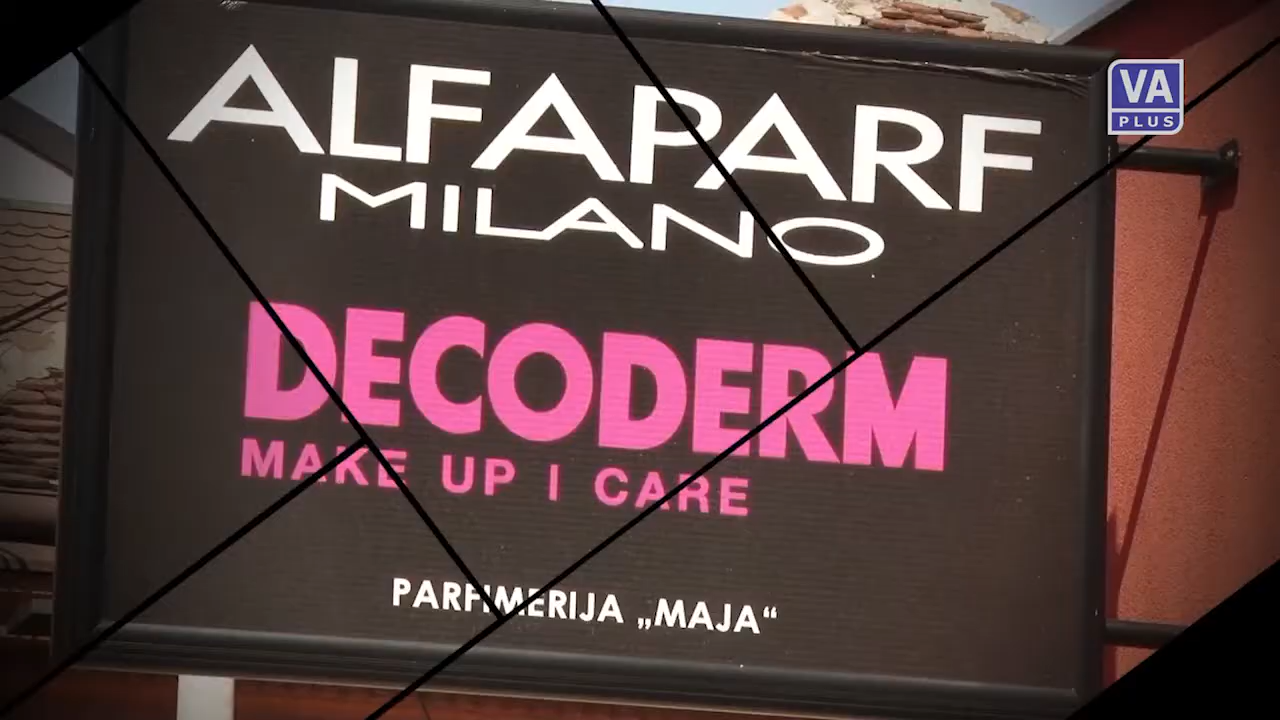 ALFAPARF
MILANO
DECODERM
MAKE UP | CARE
PARFIMERIJA „MAJA“
VA
PLUS